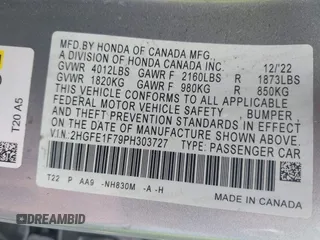 MFD.BY HONDA OF CANADA MFG.,
A DIVISION OF HONDA CANADA INC. 12/'22
GVWR 4012LBS GAWR F 2160LBS R 1873LBS
GVWR 1820KG GAWR F 980KG R 850KG
THIS VEHICLE CONFORMS TO ALL APPLICABLE
FEDERAL MOTOR VEHICLE SAFETY, BUMPER,
AND THEFT PREVENTION STANDARDS IN EFFECT
ON THE DATE OF MANUFACTURE SHOWN ABOVE.
V.I.N:2HGFE1F79PH303727 TYPE: PASSENGER CAR
T22 P AA9 -NH830M -A -H
MADE IN CANADA
T20 A5
DREAMBID